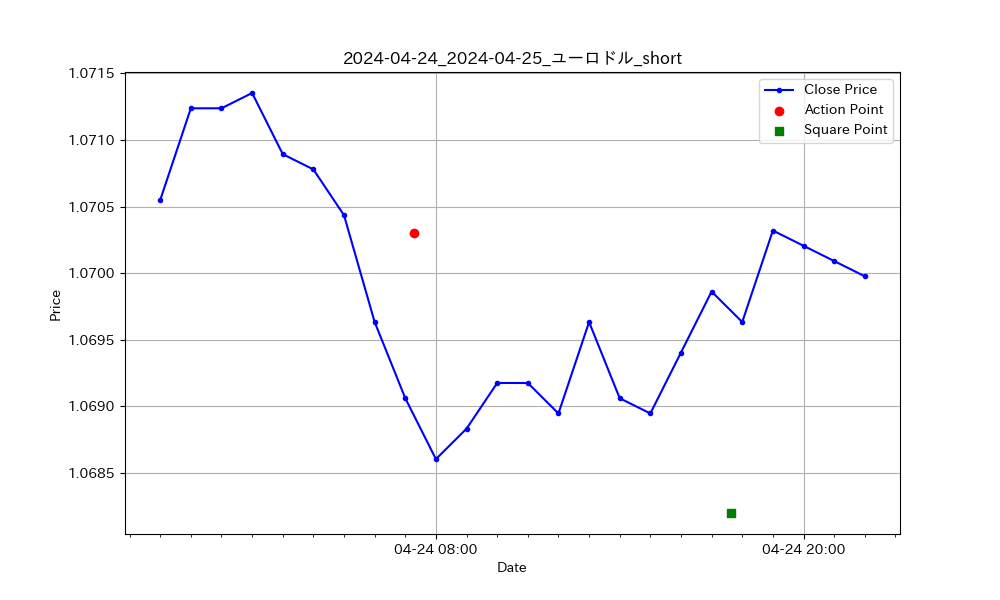 2024-04-24_2024-04-25_ユーロドル_short
Close Price
Action Point
Square Point
1.0715
1.0710
1.0705
1.0700
1.0695
1.0690
1.0685
Price
04-24 08:00
04-24 20:00
Date